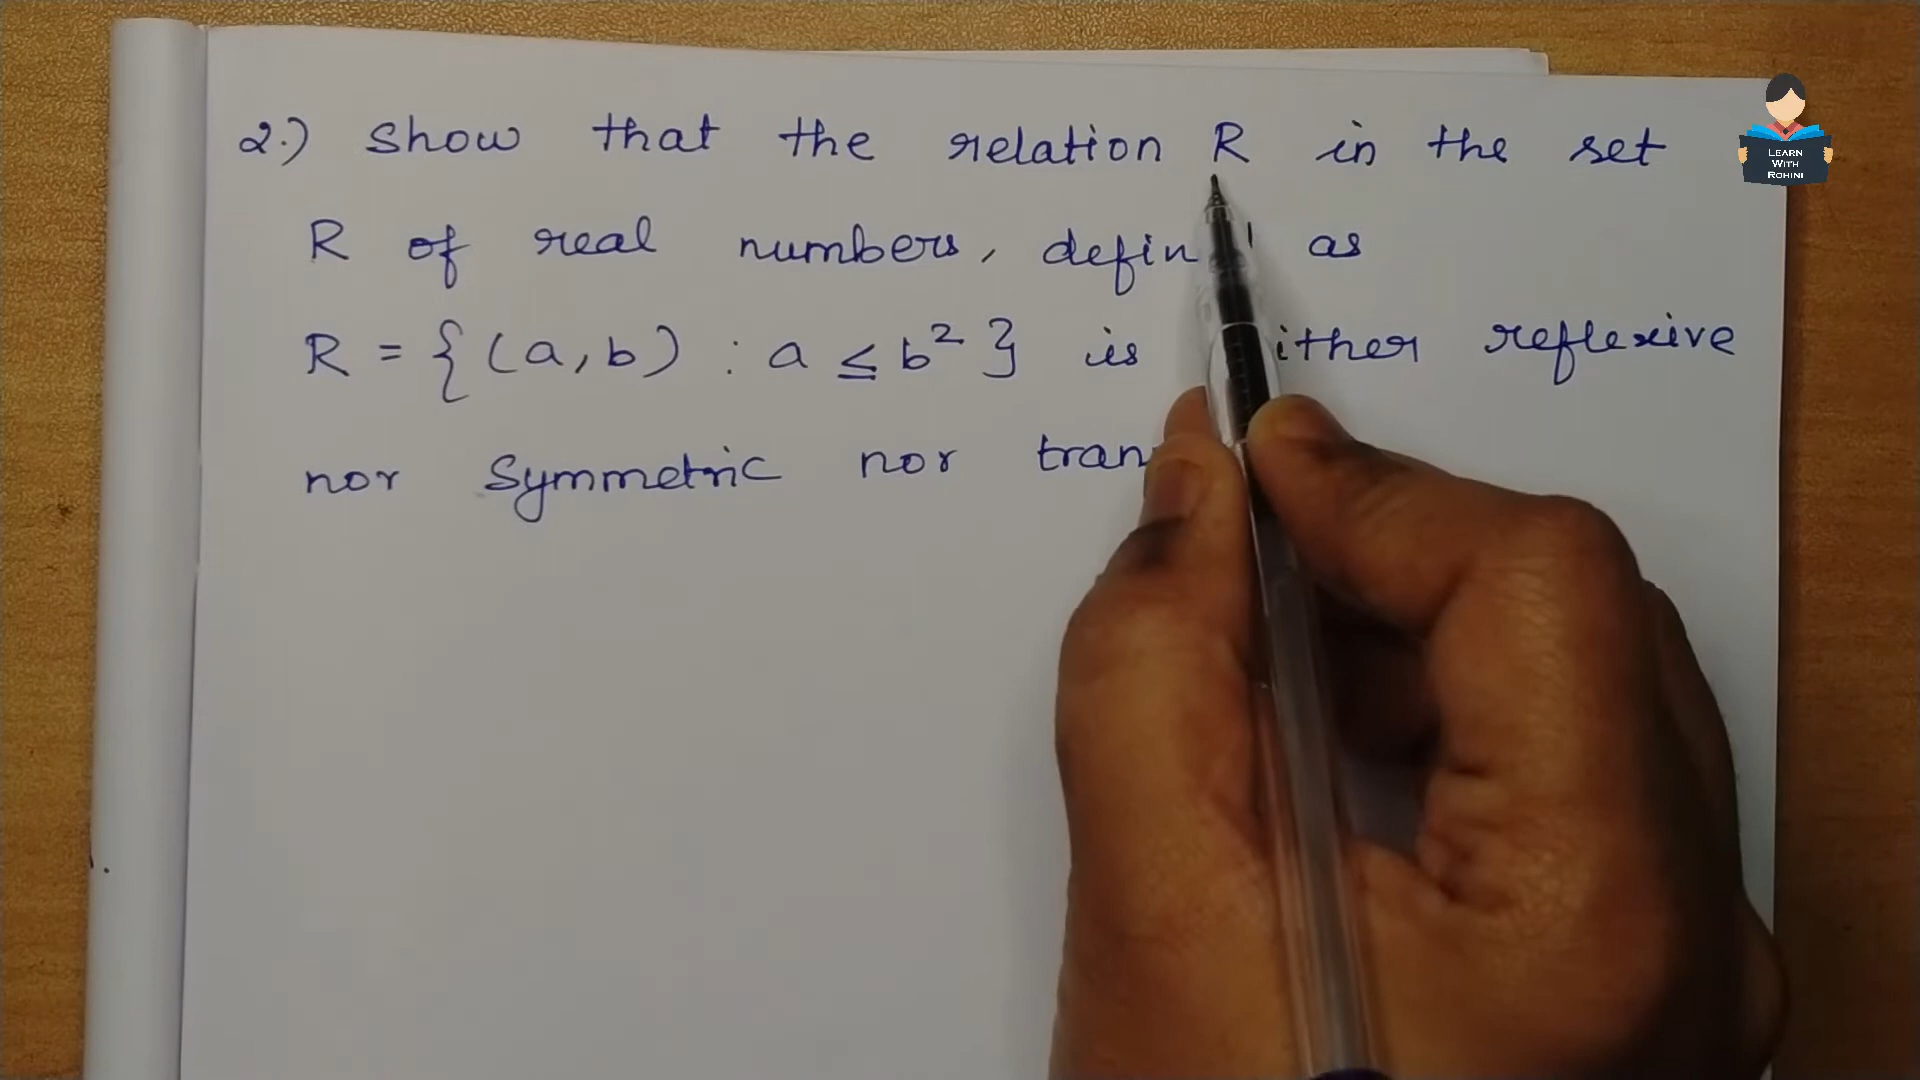 2.) Show that the relation R in the set
R of real numbers, defin as
R = {(a, b) : a ≤ b² } is ither reflexive
nor Symmetric nor tran
LEARN
WITH
ROHINI